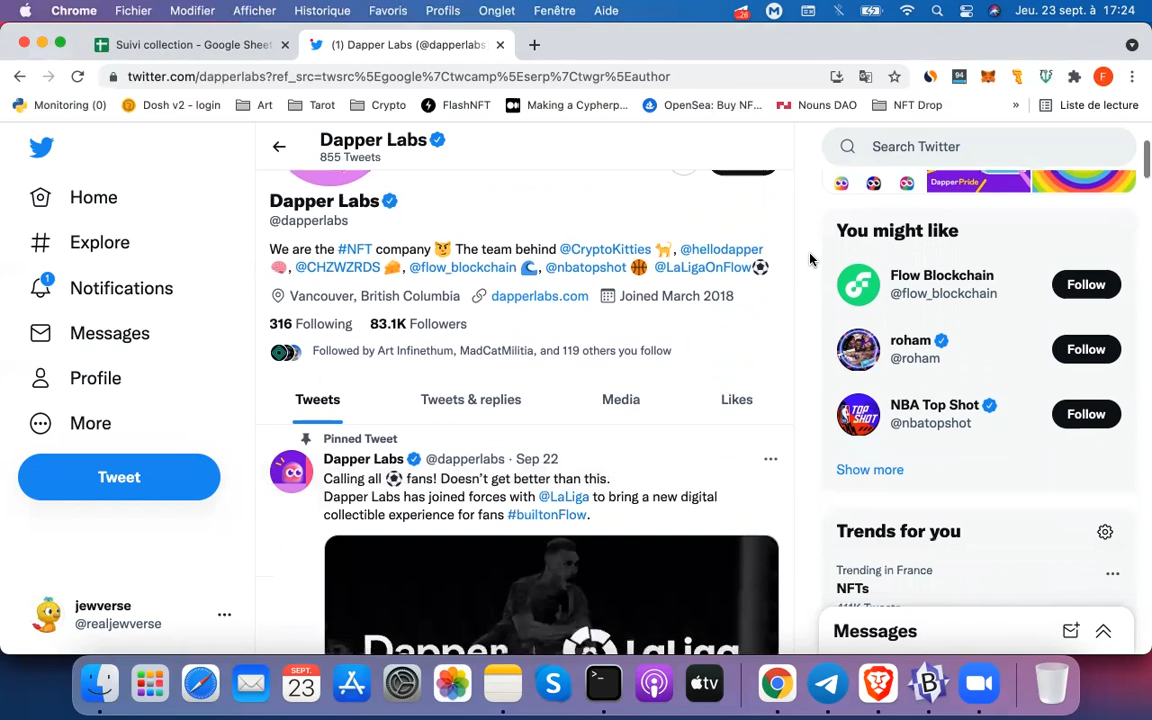 Chrome Fichier Modifier Afficher Historique Favoris Profils Onglet Fenêtre Aide Jeu. 23 sept. à 17:24
Suivi collection - Google Sheet
(1) Dapper Labs (@dapperlabs
twitter.com/dapperlabs?ref_src=twsrc%5Egoogle%7Ctwcamp%5Eserp%7Ctwgr%5Eauthor
94
F
Monitoring (0) Dosh v2 - login Art Tarot Crypto FlashNFT Making a Cypherp... OpenSea: Buy NF... Nouns DAO NFT Drop » Liste de lecture
Dapper Labs
855 Tweets
Search Twitter
DapperPride
Home
Explore
1
Notifications
Messages
Profile
More
Tweet
jewverse
@realjewverse
Dapper Labs
@dapperlabs
We are the #NFT company 😼 The team behind @CryptoKitties 🐈, @hellodapper
🧠, @CHZWZRDS 🧀, @flow_blockchain 🌊, @nbatopshot 🏀 @LaLigaOnFlow⚽
Vancouver, British Columbia dapperlabs.com Joined March 2018
316 Following 83.1K Followers
Followed by Art Infinethum, MadCatMilitia, and 119 others you follow
Tweets Tweets & replies Media Likes
Pinned Tweet
Dapper Labs @dapperlabs · Sep 22
Calling all ⚽ fans! Doesn't get better than this.
Dapper Labs has joined forces with @LaLiga to bring a new digital
collectible experience for fans #builtonFlow.
Dapper LaLiga
You might like
Flow Blockchain
@flow_blockchain
Follow
roham
@roham
Follow
TOP SHOT
NBA Top Shot
@nbatopshot
Follow
Show more
Trends for you
Trending in France
NFTs
Messages
SEPT.
23
tv